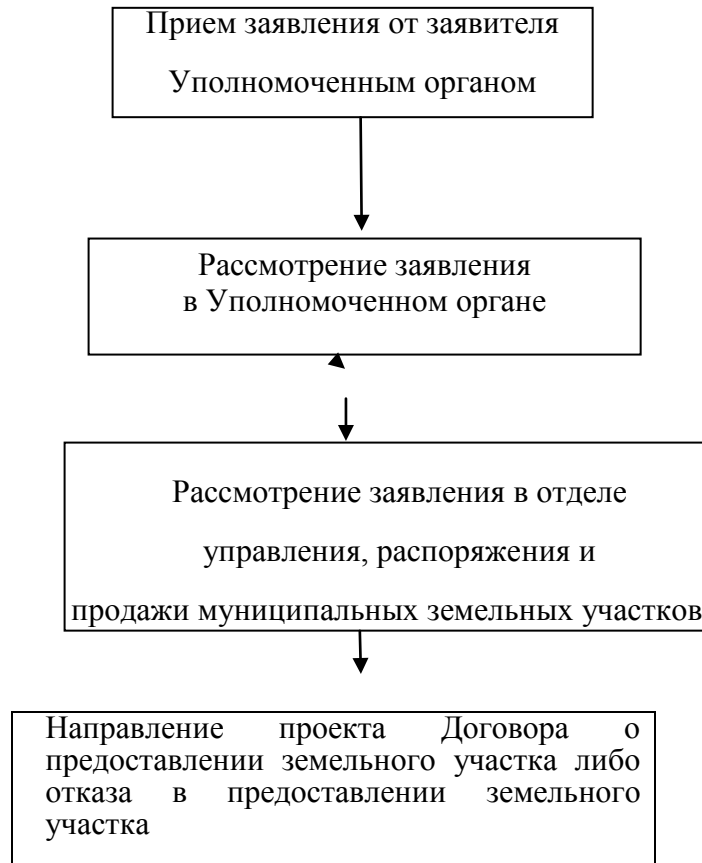 Прием заявления от заявителя
Уполномоченным органом
Рассмотрение заявления
в Уполномоченном органе
Рассмотрение заявления в отделе
управления, распоряжения и
продажи муниципальных земельных участков
Направление проекта Договора о
предоставлении земельного участка либо
отказа в предоставлении земельного
участка